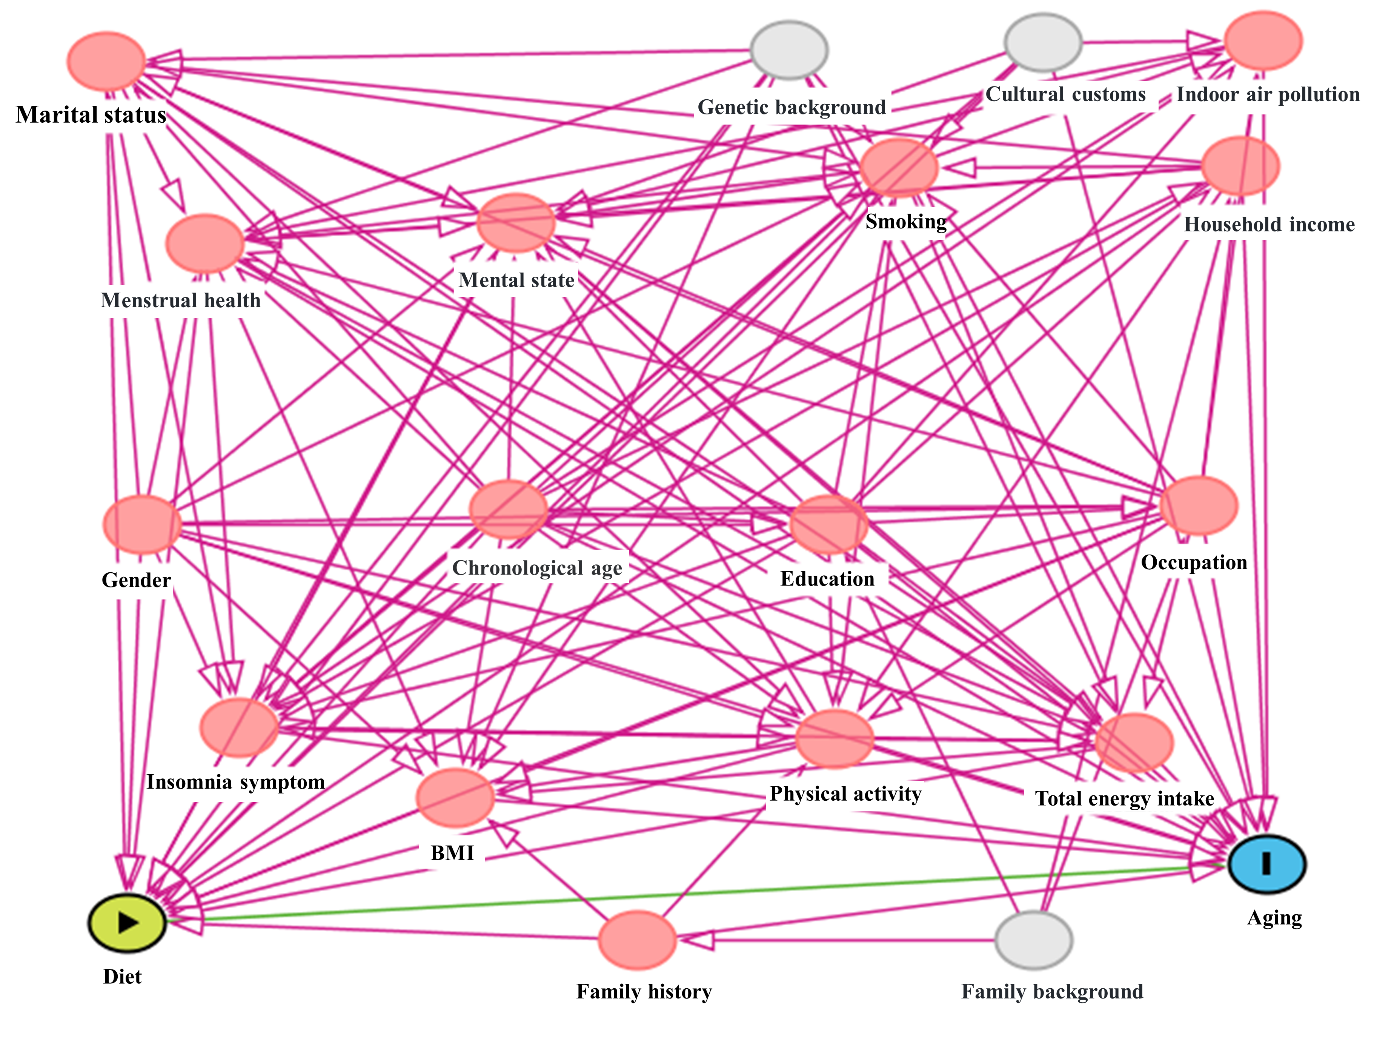 Marital status
Genetic background
Cultural customs
Indoor air pollution
Smoking
Household income
Mental state
Menstrual health
Chronological age
Education
Occupation
Gender
Insomnia symptom
Physical activity
Total energy intake
BMI
Aging
Diet
Family history
Family background